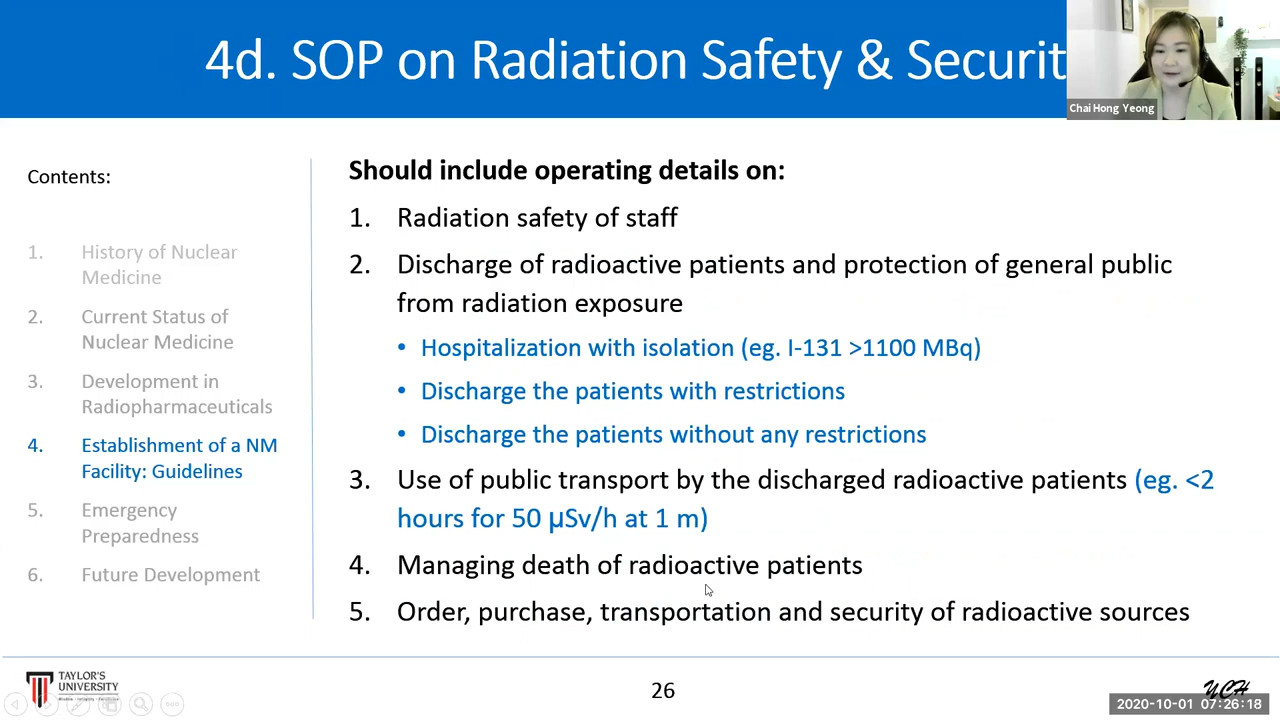 4d. SOP on Radiation Safety & Securit
Chai Hong Yeong
Contents:
1. History of Nuclear
Medicine
2. Current Status of
Nuclear Medicine
3. Development in
Radiopharmaceuticals
4. Establishment of a NM
Facility: Guidelines
5. Emergency
Preparedness
6. Future Development
Should include operating details on:
1. Radiation safety of staff
2. Discharge of radioactive patients and protection of general public
from radiation exposure
• Hospitalization with isolation (eg. I-131 >1100 MBq)
• Discharge the patients with restrictions
• Discharge the patients without any restrictions
3. Use of public transport by the discharged radioactive patients (eg. <2
hours for 50 µSv/h at 1 m)
4. Managing death of radioactive patients
5. Order, purchase, transportation and security of radioactive sources
TAYLOR'S
UNIVERSITY
26
YCH
2020-10-01 07:26:18